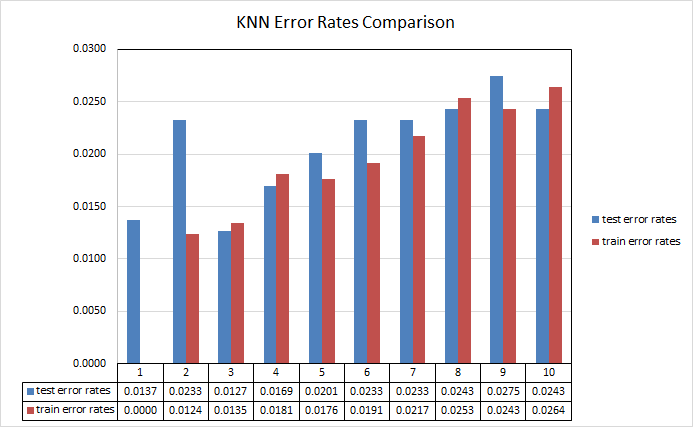 KNN Error Rates Comparison
0.0300
0.0250
0.0200
0.0150
0.0100
0.0050
0.0000
test error rates
train error rates
1 2 3 4 5 6 7 8 9 10
test error rates 0.0137 0.0233 0.0127 0.0169 0.0201 0.0233 0.0233 0.0243 0.0275 0.0243
train error rates 0.0000 0.0124 0.0135 0.0181 0.0176 0.0191 0.0217 0.0253 0.0243 0.0264